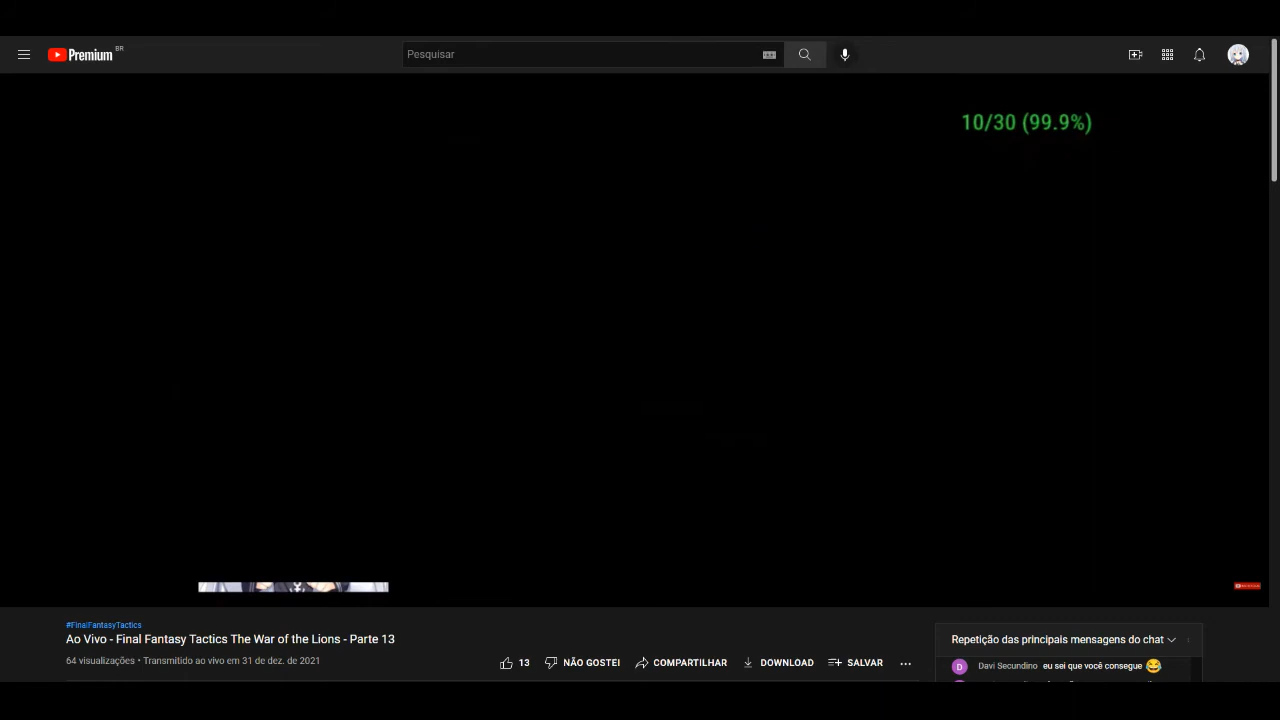 Premium BR
Pesquisar
10/30 (99.9%)
#FinalFantasyTactics
Ao Vivo - Final Fantasy Tactics The War of the Lions - Parte 13
64 visualizações • Transmitido ao vivo em 31 de dez. de 2021
13 NÃO GOSTEI COMPARTILHAR DOWNLOAD SALVAR
Repetição das principais mensagens do chat
D Davi Secundino eu sei que você consegue 😂